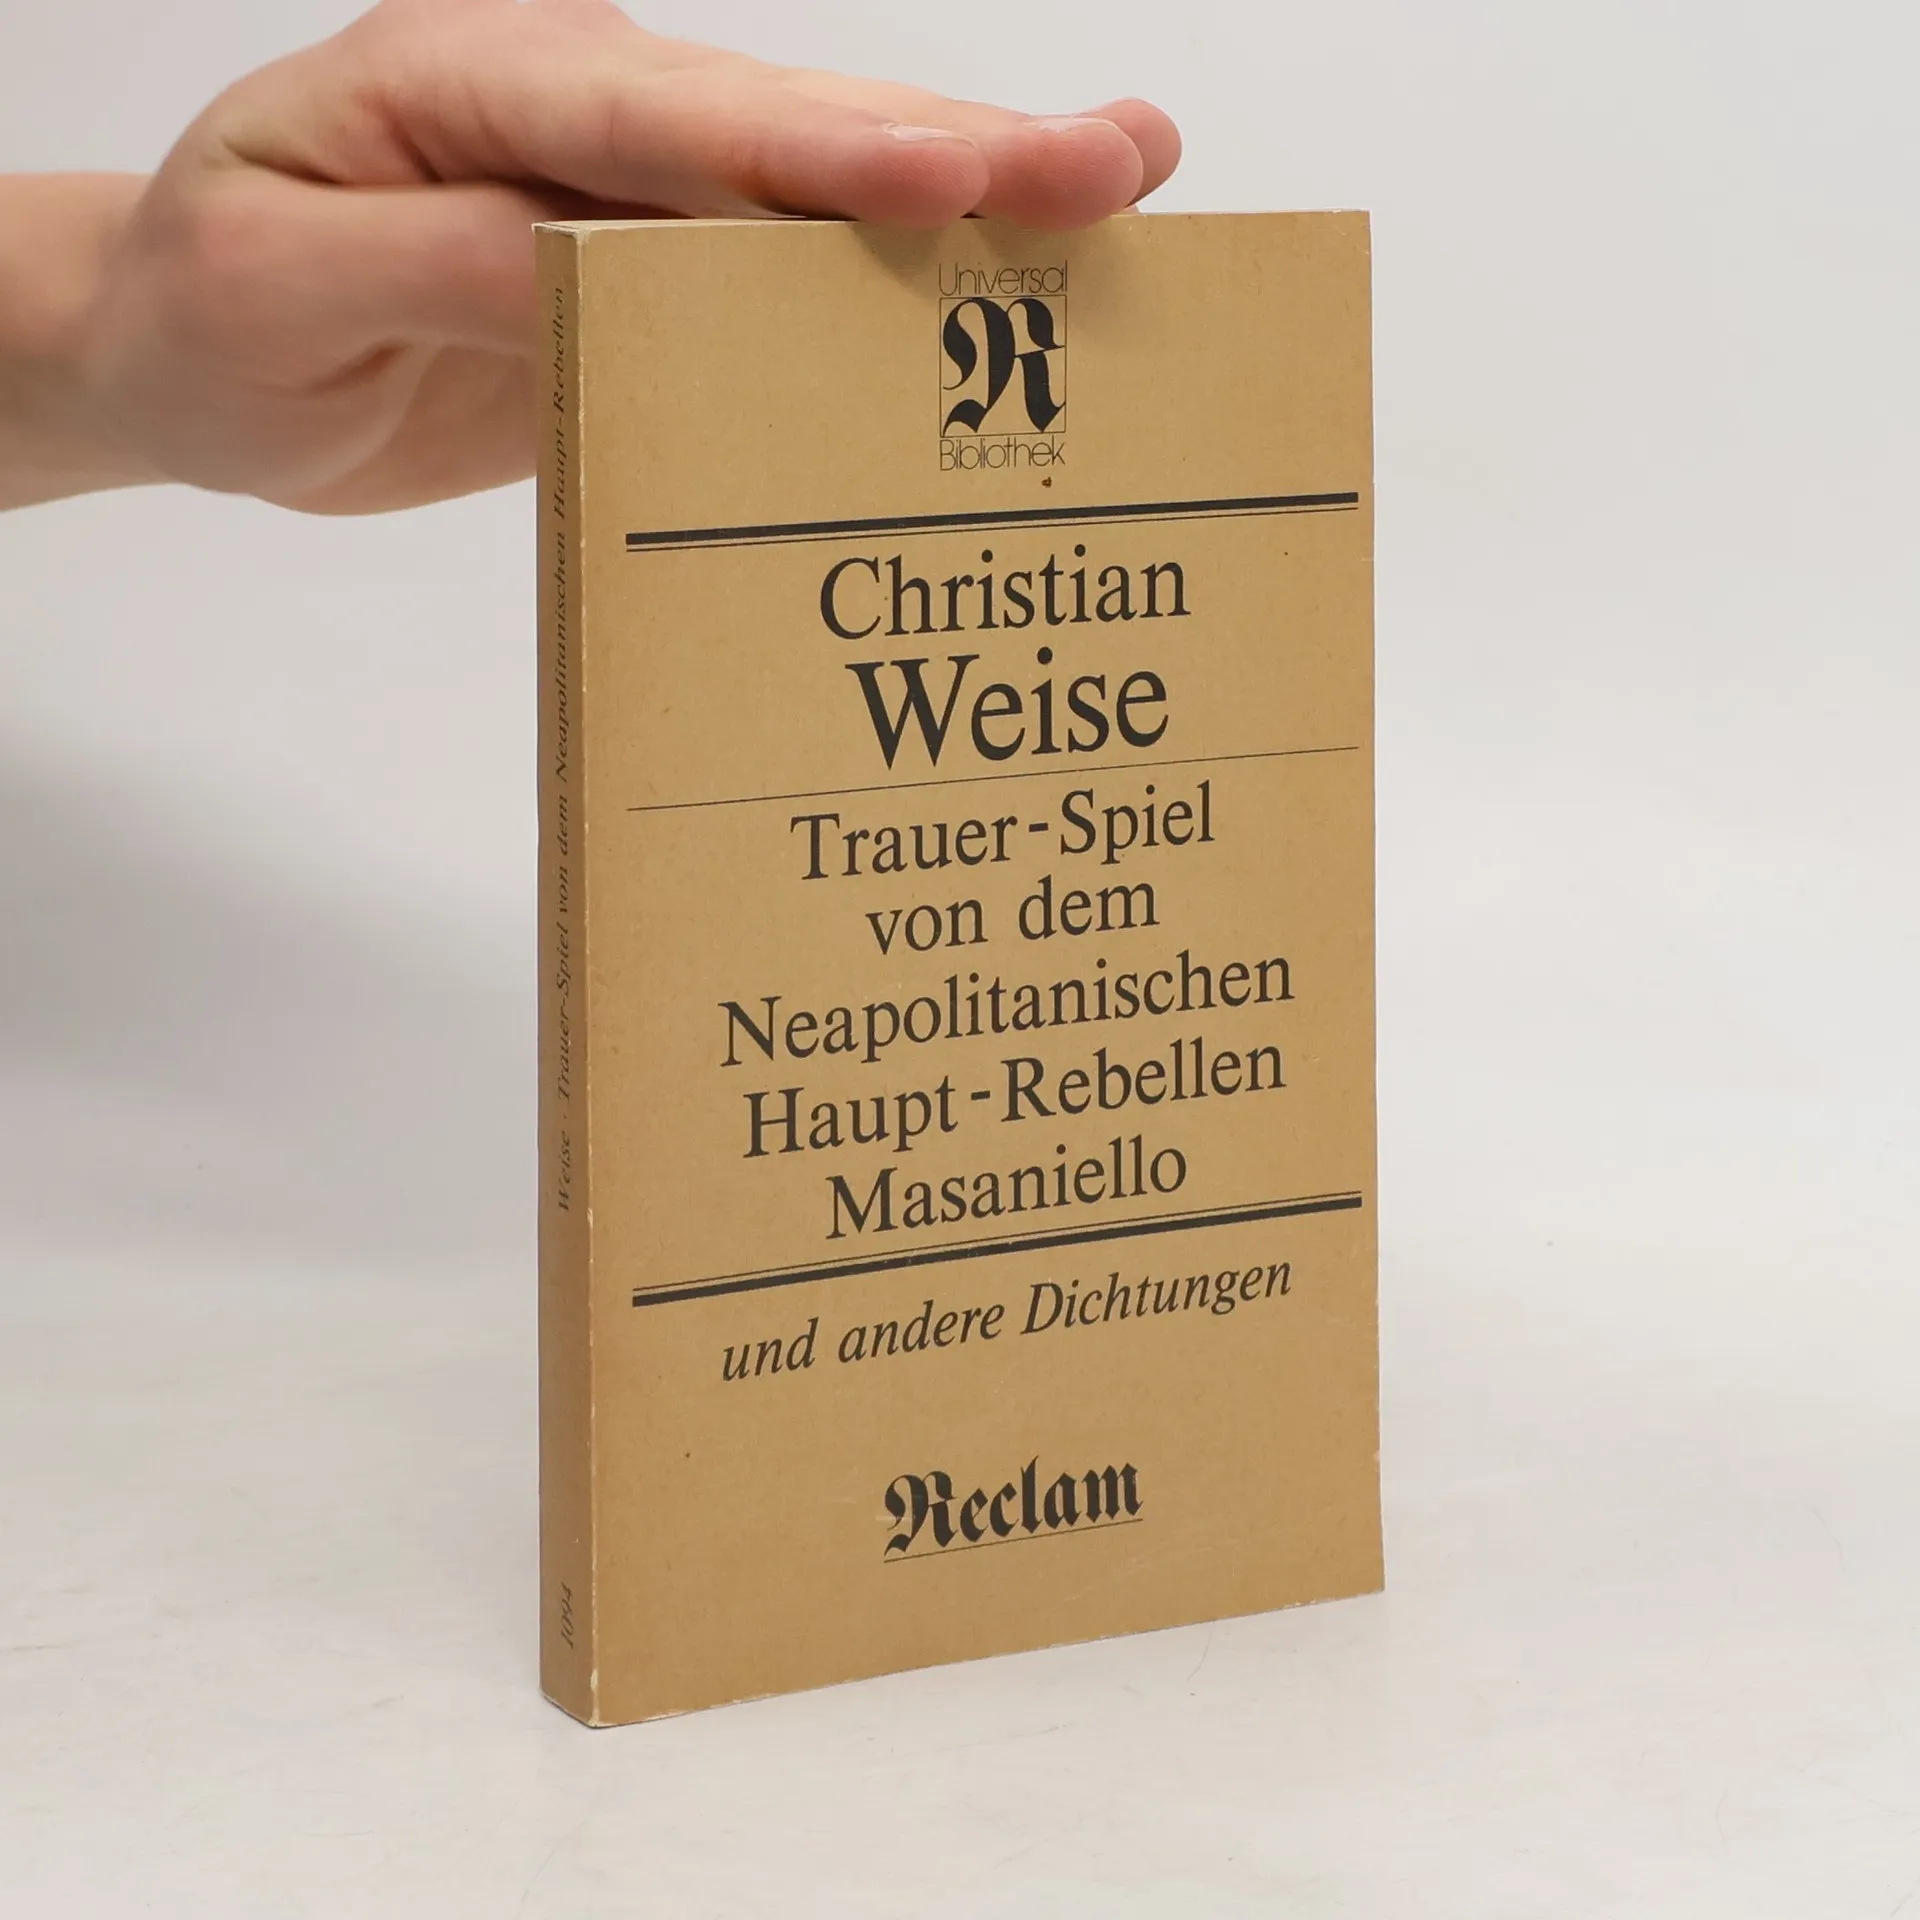 Universal
R
Bibliothek
Christian
Weise
Trauer-Spiel
von dem
Neapolitanischen
Haupt-Rebellen
Masaniello
und andere Dichtungen
Reclam
Weise · Trauer-Spiel von dem Neapolitanischen Haupt-Rebellen
1094